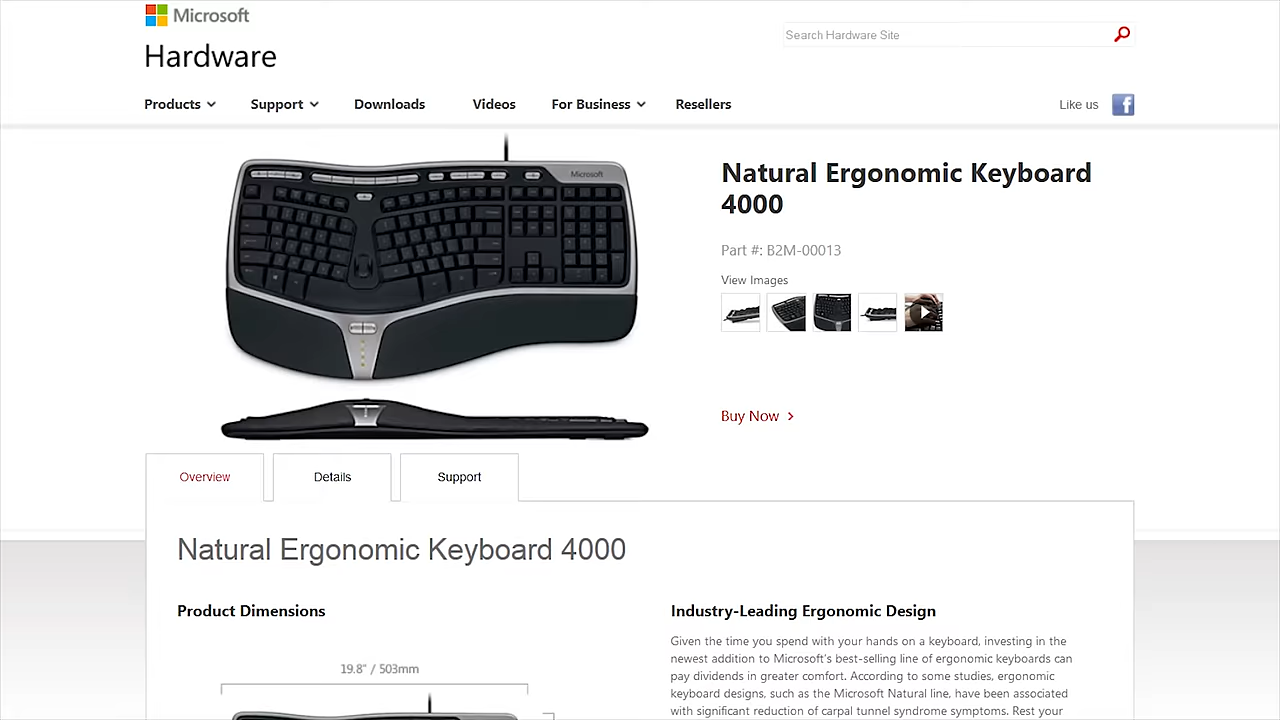 Microsoft
Hardware
Search Hardware Site
Products Support Downloads Videos For Business Resellers Like us f
Microsoft
Natural Ergonomic Keyboard
4000
Part #: B2M-00013
View Images
Buy Now
Overview Details Support
Natural Ergonomic Keyboard 4000
Product Dimensions
19.8" / 503mm
Industry-Leading Ergonomic Design
Given the time you spend with your hands on a keyboard, investing in the
newest addition to Microsoft's best-selling line of ergonomic keyboards can
pay dividends in greater comfort. According to some studies, ergonomic
keyboard designs, such as the Microsoft Natural line, have been associated
with significant reduction of carpal tunnel syndrome symptoms. Rest your